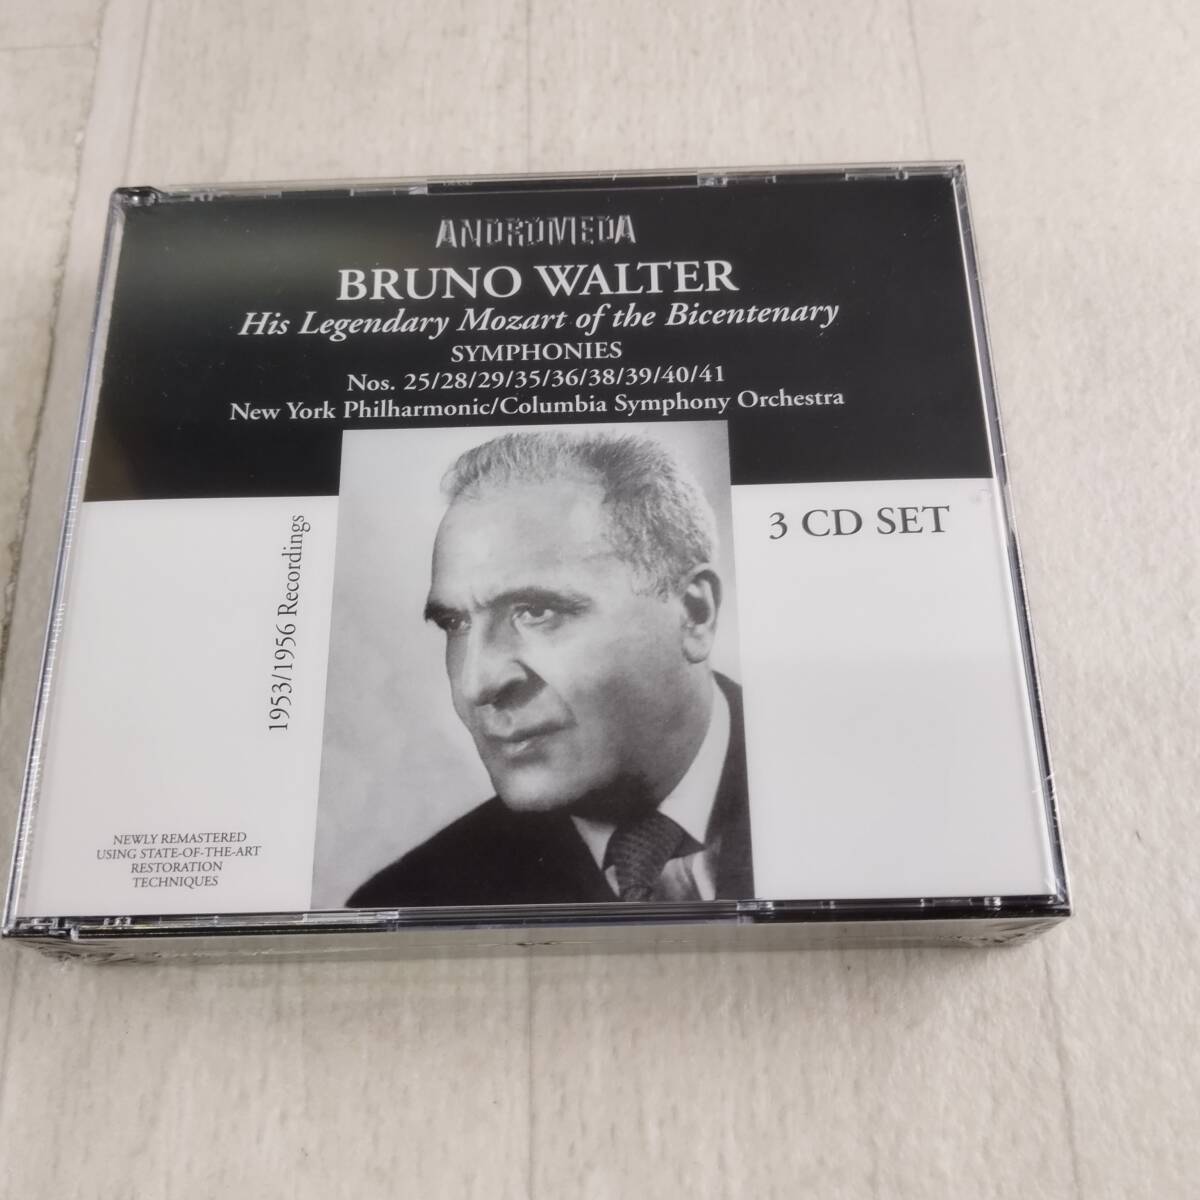 ANDROMEDA
BRUNO WALTER
His Legendary Mozart of the Bicentenary
SYMPHONIES
Nos. 25/28/29/35/36/38/39/40/41
New York Philharmonic/Columbia Symphony Orchestra
3 CD SET
1953/1956 Recordings
NEWLY REMASTERED
USING STATE-OF-THE-ART
RESTORATION
TECHNIQUES